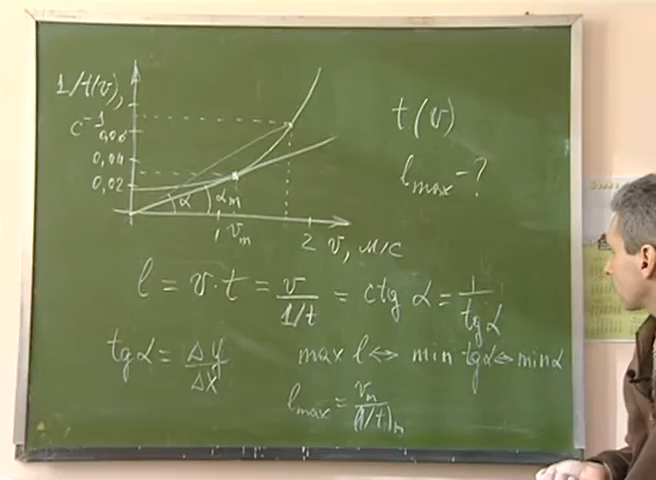 1/t(v),
c⁻¹
0,06
0,04
0,02
α αm
1 vm 2 v, м/с
t(v)
lmax - ?
l = v·t = v/(1/t) = ctg α = 1/tg α
tg α = Δy/Δx
max l ⇔ min tg α ⇔ min α
lmax = vm/(1/t)m